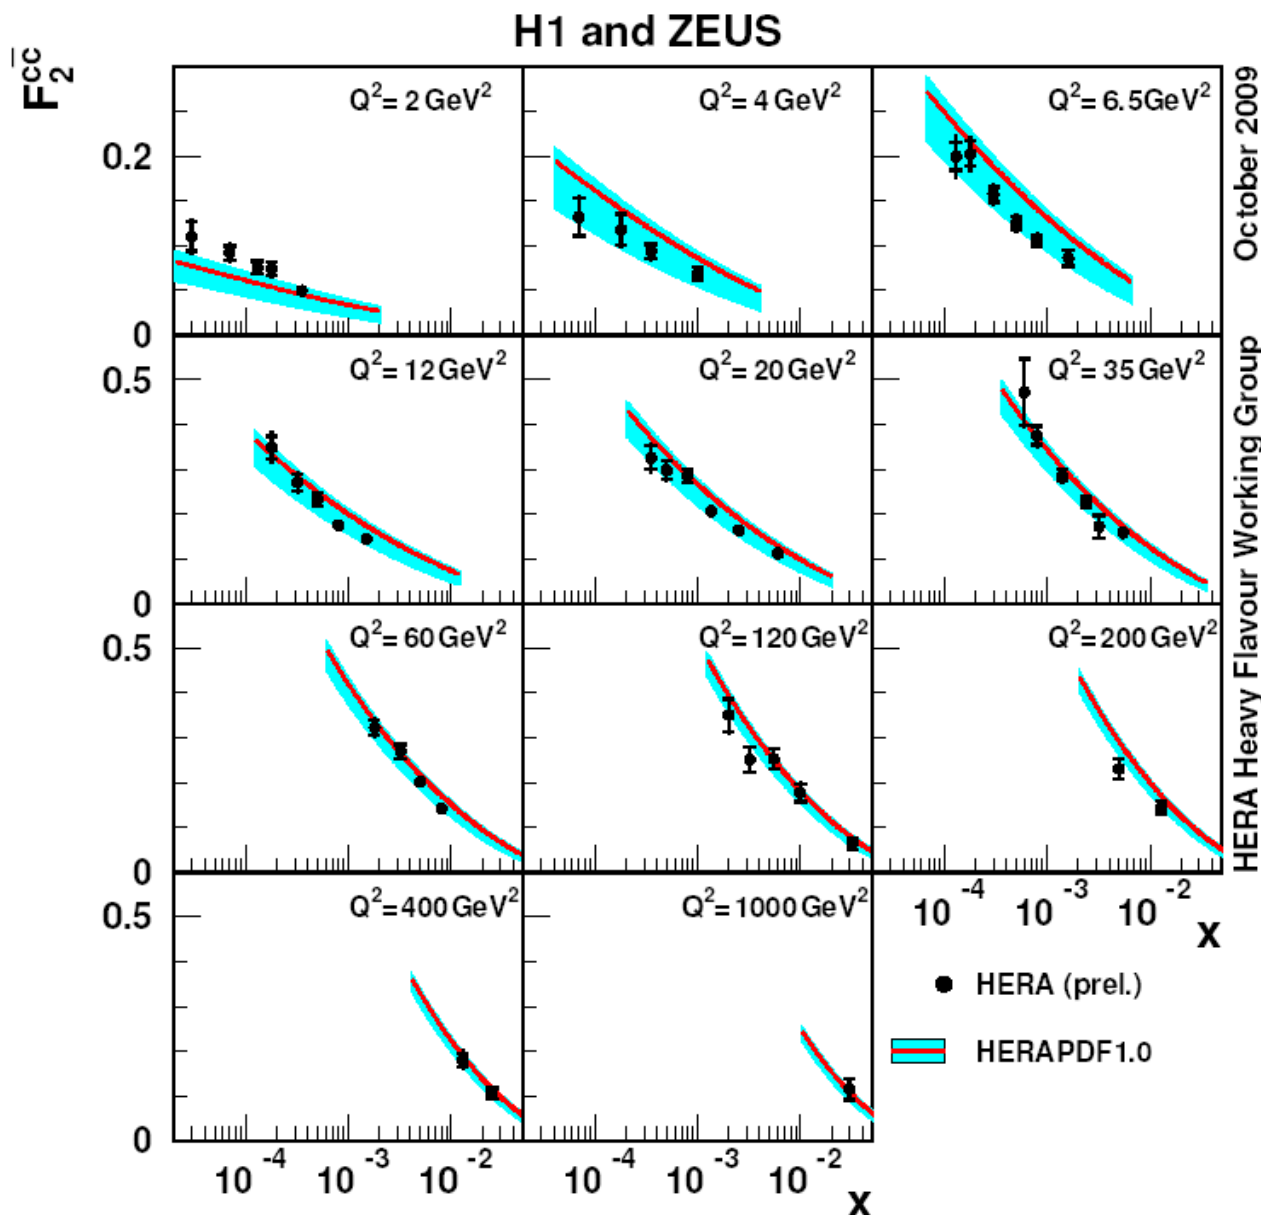 H1 and ZEUS
F₂ᶜᶜ̄
Q² = 2 GeV²
Q² = 4 GeV²
Q² = 6.5GeV²
October 2009
0.2
0
Q² = 12 GeV²
Q² = 20 GeV²
Q² = 35 GeV²
HERA Heavy Flavour Working Group
0.5
0
Q² = 60 GeV²
Q² = 120 GeV²
Q² = 200 GeV²
0.5
0
10⁻⁴ 10⁻³ 10⁻²
x
Q² = 400 GeV²
Q² = 1000 GeV²
0.5
HERA (prel.)
HERAPDF1.0
0
10⁻⁴ 10⁻³ 10⁻² 10⁻⁴ 10⁻³ 10⁻²
x